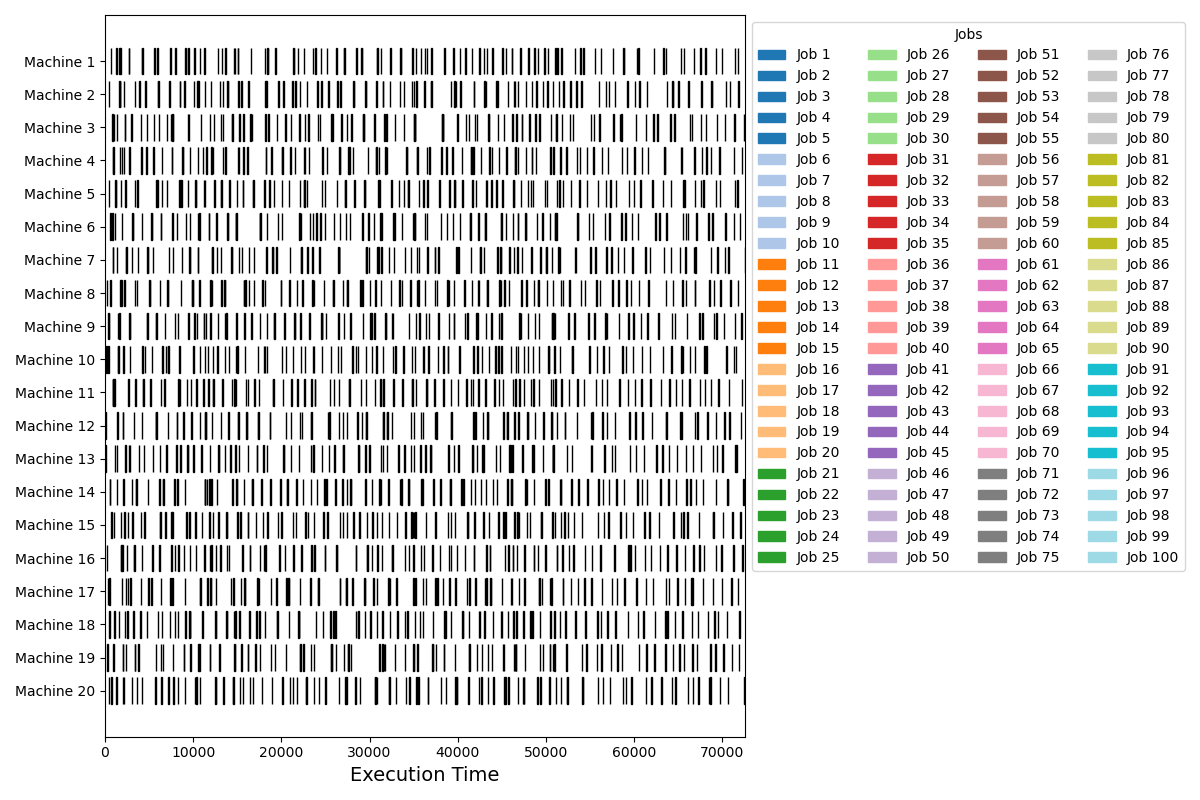 Jobs
Machine 1
Machine 2
Machine 3
Machine 4
Machine 5
Machine 6
Machine 7
Machine 8
Machine 9
Machine 10
Machine 11
Machine 12
Machine 13
Machine 14
Machine 15
Machine 16
Machine 17
Machine 18
Machine 19
Machine 20
0 10000 20000 30000 40000 50000 60000 70000
Execution Time
Job 1 Job 26 Job 51 Job 76
Job 2 Job 27 Job 52 Job 77
Job 3 Job 28 Job 53 Job 78
Job 4 Job 29 Job 54 Job 79
Job 5 Job 30 Job 55 Job 80
Job 6 Job 31 Job 56 Job 81
Job 7 Job 32 Job 57 Job 82
Job 8 Job 33 Job 58 Job 83
Job 9 Job 34 Job 59 Job 84
Job 10 Job 35 Job 60 Job 85
Job 11 Job 36 Job 61 Job 86
Job 12 Job 37 Job 62 Job 87
Job 13 Job 38 Job 63 Job 88
Job 14 Job 39 Job 64 Job 89
Job 15 Job 40 Job 65 Job 90
Job 16 Job 41 Job 66 Job 91
Job 17 Job 42 Job 67 Job 92
Job 18 Job 43 Job 68 Job 93
Job 19 Job 44 Job 69 Job 94
Job 20 Job 45 Job 70 Job 95
Job 21 Job 46 Job 71 Job 96
Job 22 Job 47 Job 72 Job 97
Job 23 Job 48 Job 73 Job 98
Job 24 Job 49 Job 74 Job 99
Job 25 Job 50 Job 75 Job 100